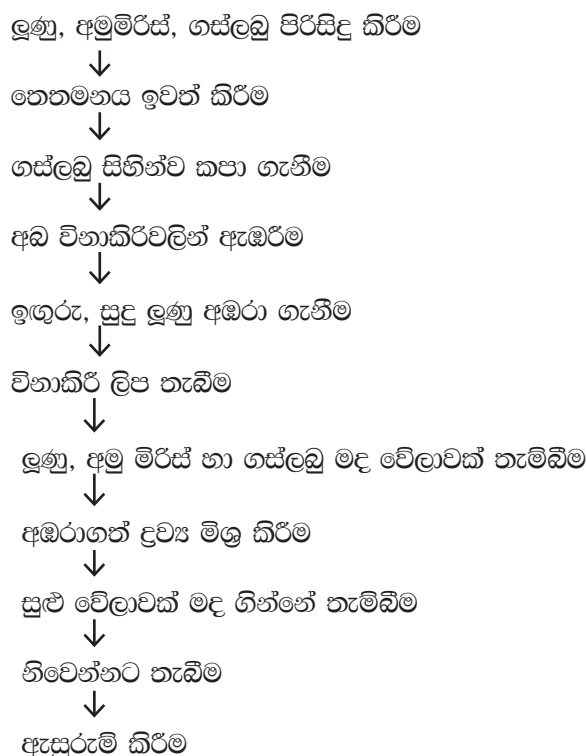 ලූණු, අමුමිරිස්, ගස්ලබු පිරිසිදු කිරීම
↓
තෙතමනය ඉවත් කිරීම
↓
ගස්ලබු සිහින්ව කපා ගැනීම
↓
අබ විනාකිරිවලින් ඇඹරීම
↓
ඉඟුරු, සුදු ලූණු අඹරා ගැනීම
↓
විනාකිරි ලිප තැබීම
↓
ලූණු, අමු මිරිස් හා ගස්ලබු මද වේලාවක් තැම්බීම
↓
අඹරාගත් ද්‍රව්‍ය මිශ්‍ර කිරීම
↓
සුළු වේලාවක් මද ගින්නේ තැම්බීම
↓
නිවෙන්නට තැබීම
↓
ඇසුරුම් කිරීම